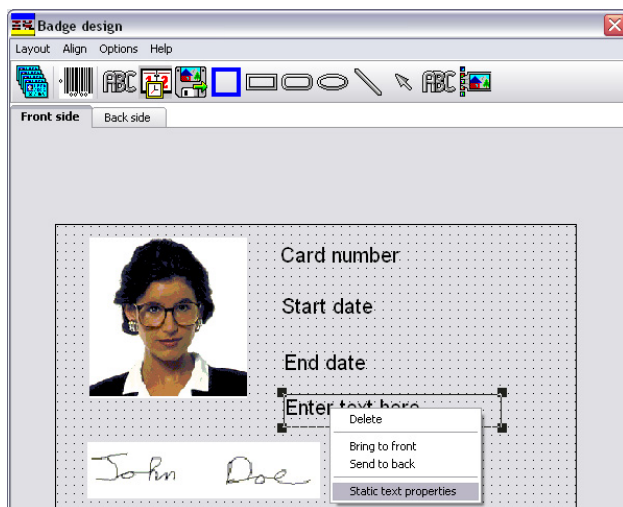 Badge design
Layout Align Options Help
ABC ABC
Front side Back side
Card number
Start date
End date
Enter text here
Delete
Bring to front
Send to back
Static text properties
John Doe